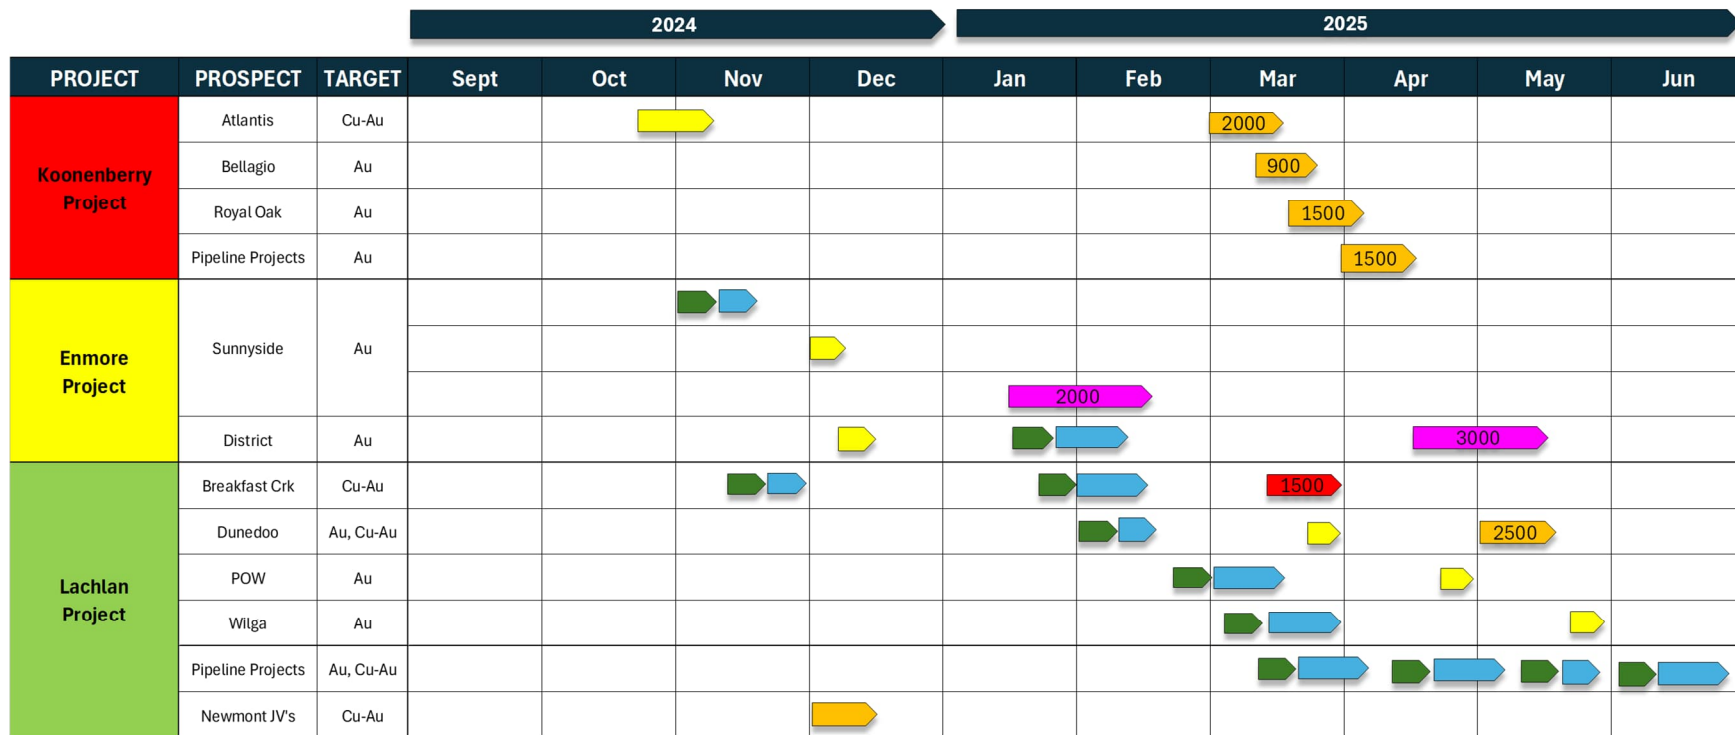 2024 2025
PROJECT PROSPECT TARGET Sept Oct Nov Dec Jan Feb Mar Apr May Jun
Koonenberry
Project
Atlantis Cu-Au 2000
Bellagio Au 900
Royal Oak Au 1500
Pipeline Projects Au 1500
Enmore
Project
Sunnyside Au
2000
District Au 3000
Lachlan
Project
Breakfast Crk Cu-Au 1500
Dunedoo Au, Cu-Au 2500
POW Au
Wilga Au
Pipeline Projects Au, Cu-Au
Newmont JV's Cu-Au